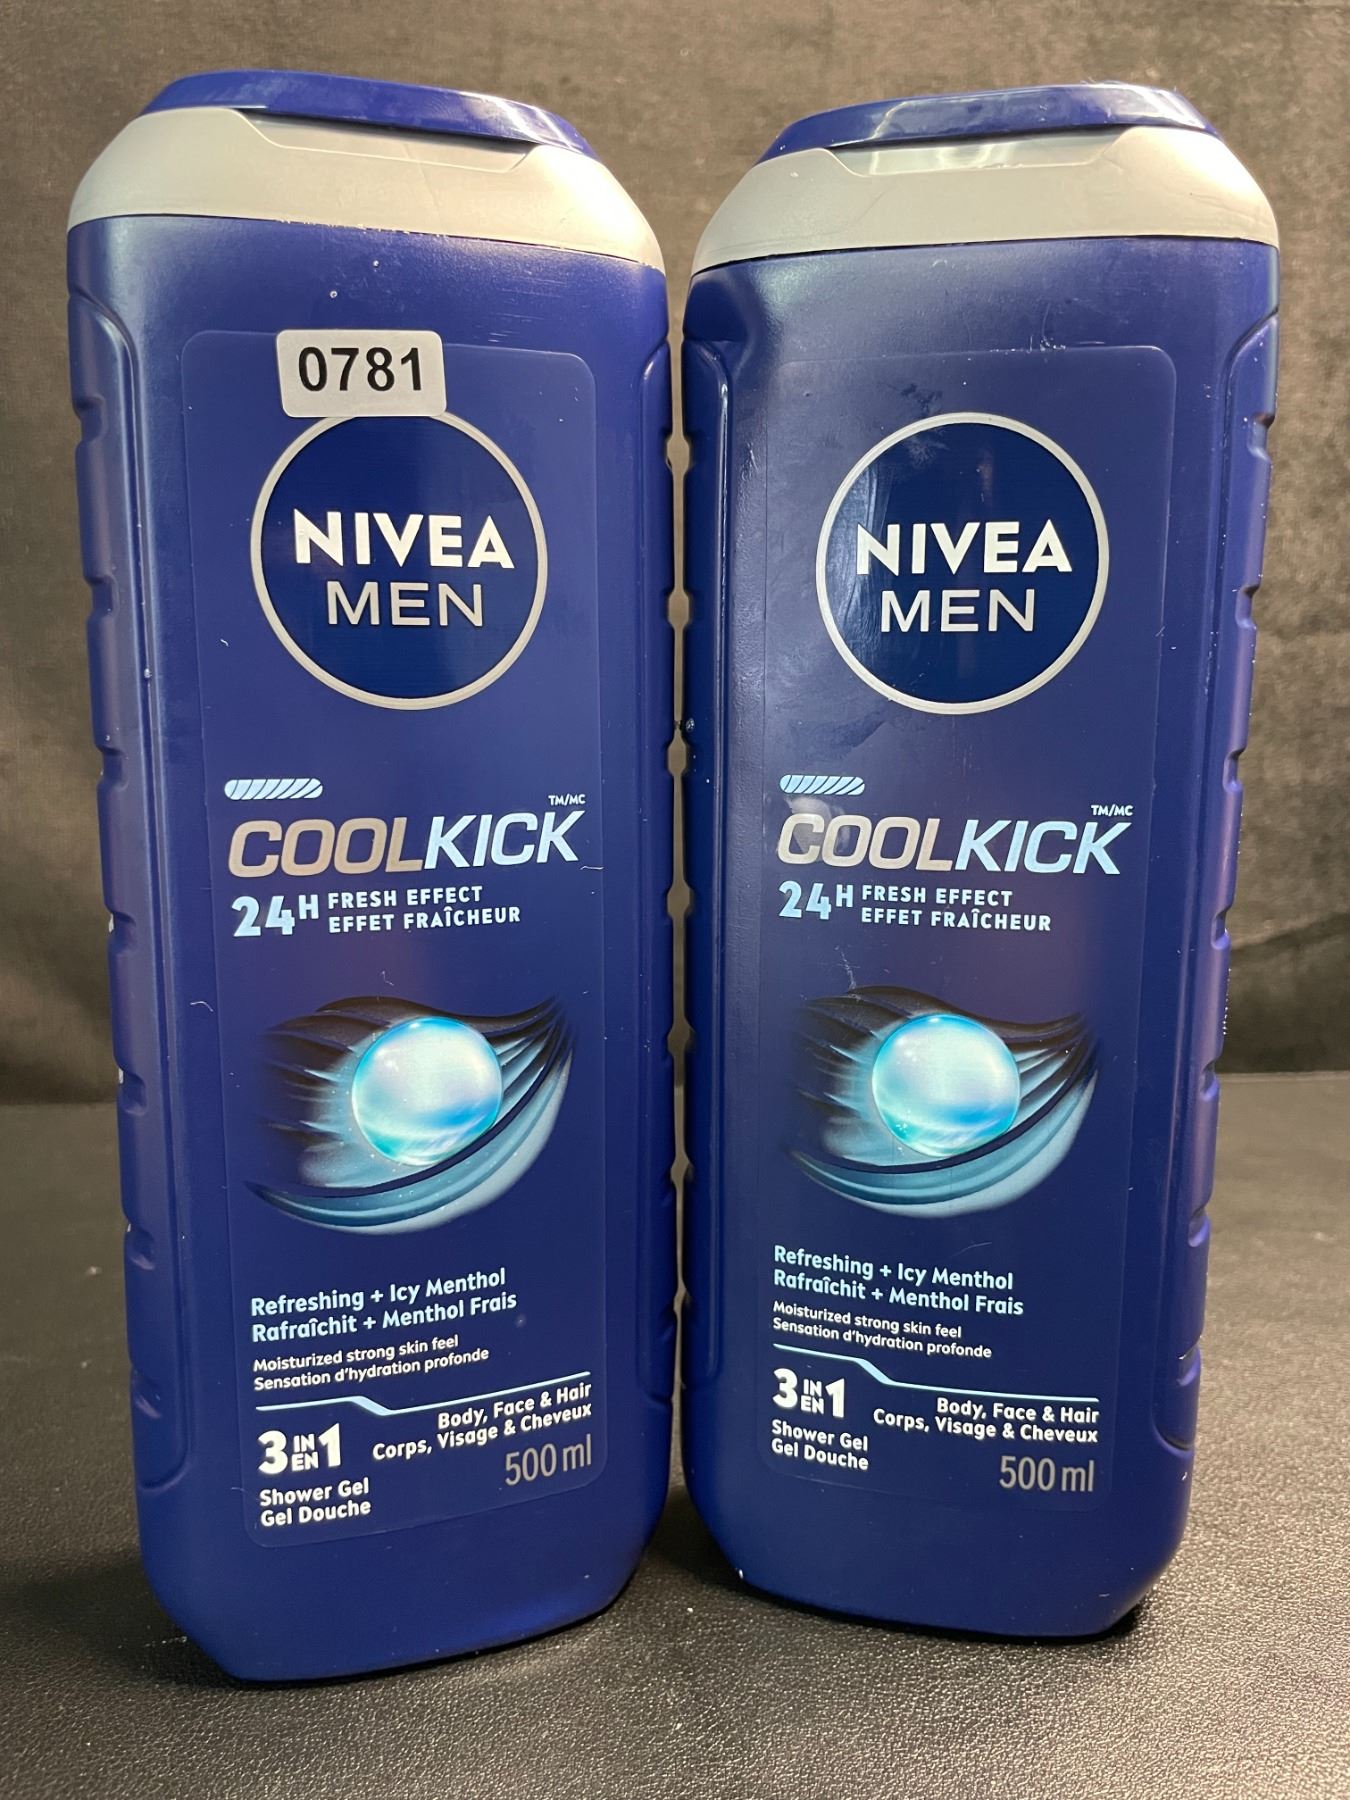 0781
NIVEA
MEN
COOLKICK TM/MC
24H FRESH EFFECT
EFFET FRAÎCHEUR
Refreshing + Icy Menthol
Rafraîchit + Menthol Frais
Moisturized strong skin feel
Sensation d'hydration profonde
3 IN EN 1
Body, Face & Hair
Corps, Visage & Cheveux
Shower Gel
Gel Douche
500 ml
NIVEA
MEN
COOLKICK TM/MC
24H FRESH EFFECT
EFFET FRAÎCHEUR
Refreshing + Icy Menthol
Rafraîchit + Menthol Frais
Moisturized strong skin feel
Sensation d'hydration profonde
3 IN EN 1
Body, Face & Hair
Corps, Visage & Cheveux
Shower Gel
Gel Douche
500 ml